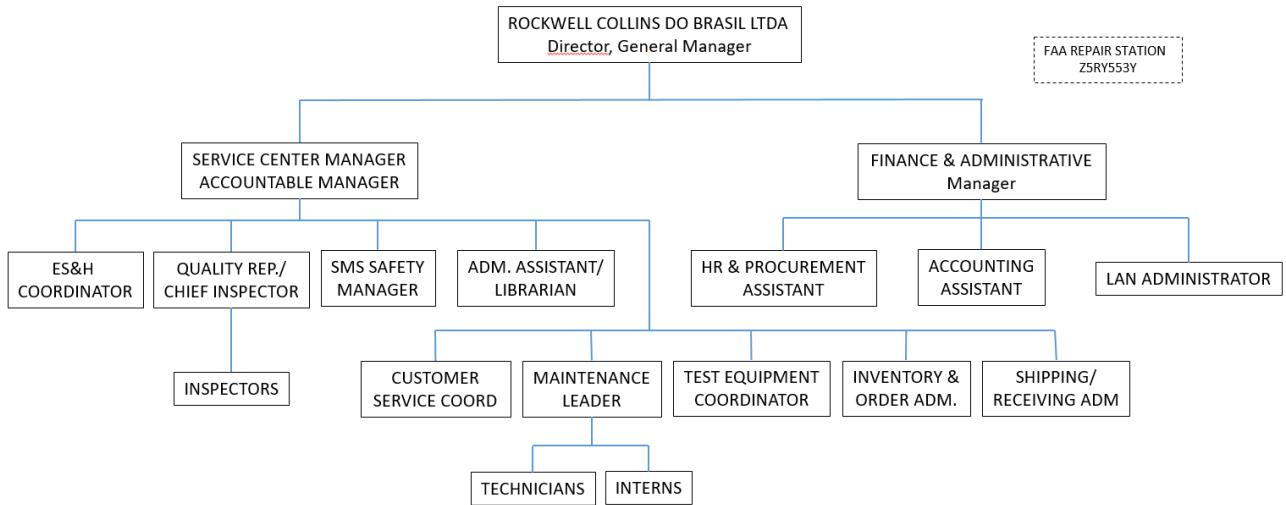 ROCKWELL COLLINS DO BRASIL LTDA
Director, General Manager
FAA REPAIR STATION
Z5RY553Y
SERVICE CENTER MANAGER
ACCOUNTABLE MANAGER
FINANCE & ADMINISTRATIVE
Manager
ES&H
COORDINATOR
QUALITY REP./
CHIEF INSPECTOR
SMS SAFETY
MANAGER
ADM. ASSISTANT/
LIBRARIAN
HR & PROCUREMENT
ASSISTANT
ACCOUNTING
ASSISTANT
LAN ADMINISTRATOR
INSPECTORS
CUSTOMER
SERVICE COORD
MAINTENANCE
LEADER
TEST EQUIPMENT
COORDINATOR
INVENTORY &
ORDER ADM.
SHIPPING/
RECEIVING ADM
TECHNICIANS
INTERNS